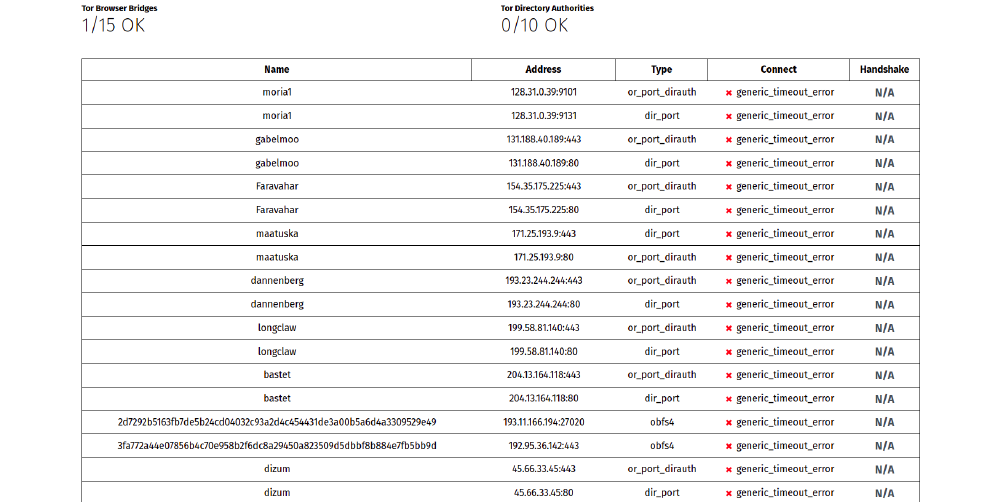 Tor Browser Bridges Tor Directory Authorities
1/15 OK 0/10 OK
Name Address Type Connect Handshake
moria1 128.31.0.39:9101 or_port_dirauth ✖ generic_timeout_error N/A
moria1 128.31.0.39:9131 dir_port ✖ generic_timeout_error N/A
gabelmoo 131.188.40.189:443 or_port_dirauth ✖ generic_timeout_error N/A
gabelmoo 131.188.40.189:80 dir_port ✖ generic_timeout_error N/A
Faravahar 154.35.175.225:443 or_port_dirauth ✖ generic_timeout_error N/A
Faravahar 154.35.175.225:80 dir_port ✖ generic_timeout_error N/A
maatuska 171.25.193.9:443 dir_port ✖ generic_timeout_error N/A
maatuska 171.25.193.9:80 or_port_dirauth ✖ generic_timeout_error N/A
dannenberg 193.23.244.244:443 or_port_dirauth ✖ generic_timeout_error N/A
dannenberg 193.23.244.244:80 dir_port ✖ generic_timeout_error N/A
longclaw 199.58.81.140:443 or_port_dirauth ✖ generic_timeout_error N/A
longclaw 199.58.81.140:80 dir_port ✖ generic_timeout_error N/A
bastet 204.13.164.118:443 or_port_dirauth ✖ generic_timeout_error N/A
bastet 204.13.164.118:80 dir_port ✖ generic_timeout_error N/A
2d7292b5163fb7de5b24cd04032c93a2d4c454431de3a00b5a6d4a3309529e49 193.11.166.194:27020 obfs4 ✖ generic_timeout_error N/A
3fa772a44e07856b4c70e958b2f6dc8a29450a823509d5dbbf8b884e7fb5bb9d 192.95.36.142:443 obfs4 ✖ generic_timeout_error N/A
dizum 45.66.33.45:443 or_port_dirauth ✖ generic_timeout_error N/A
dizum 45.66.33.45:80 dir_port ✖ generic_timeout_error N/A